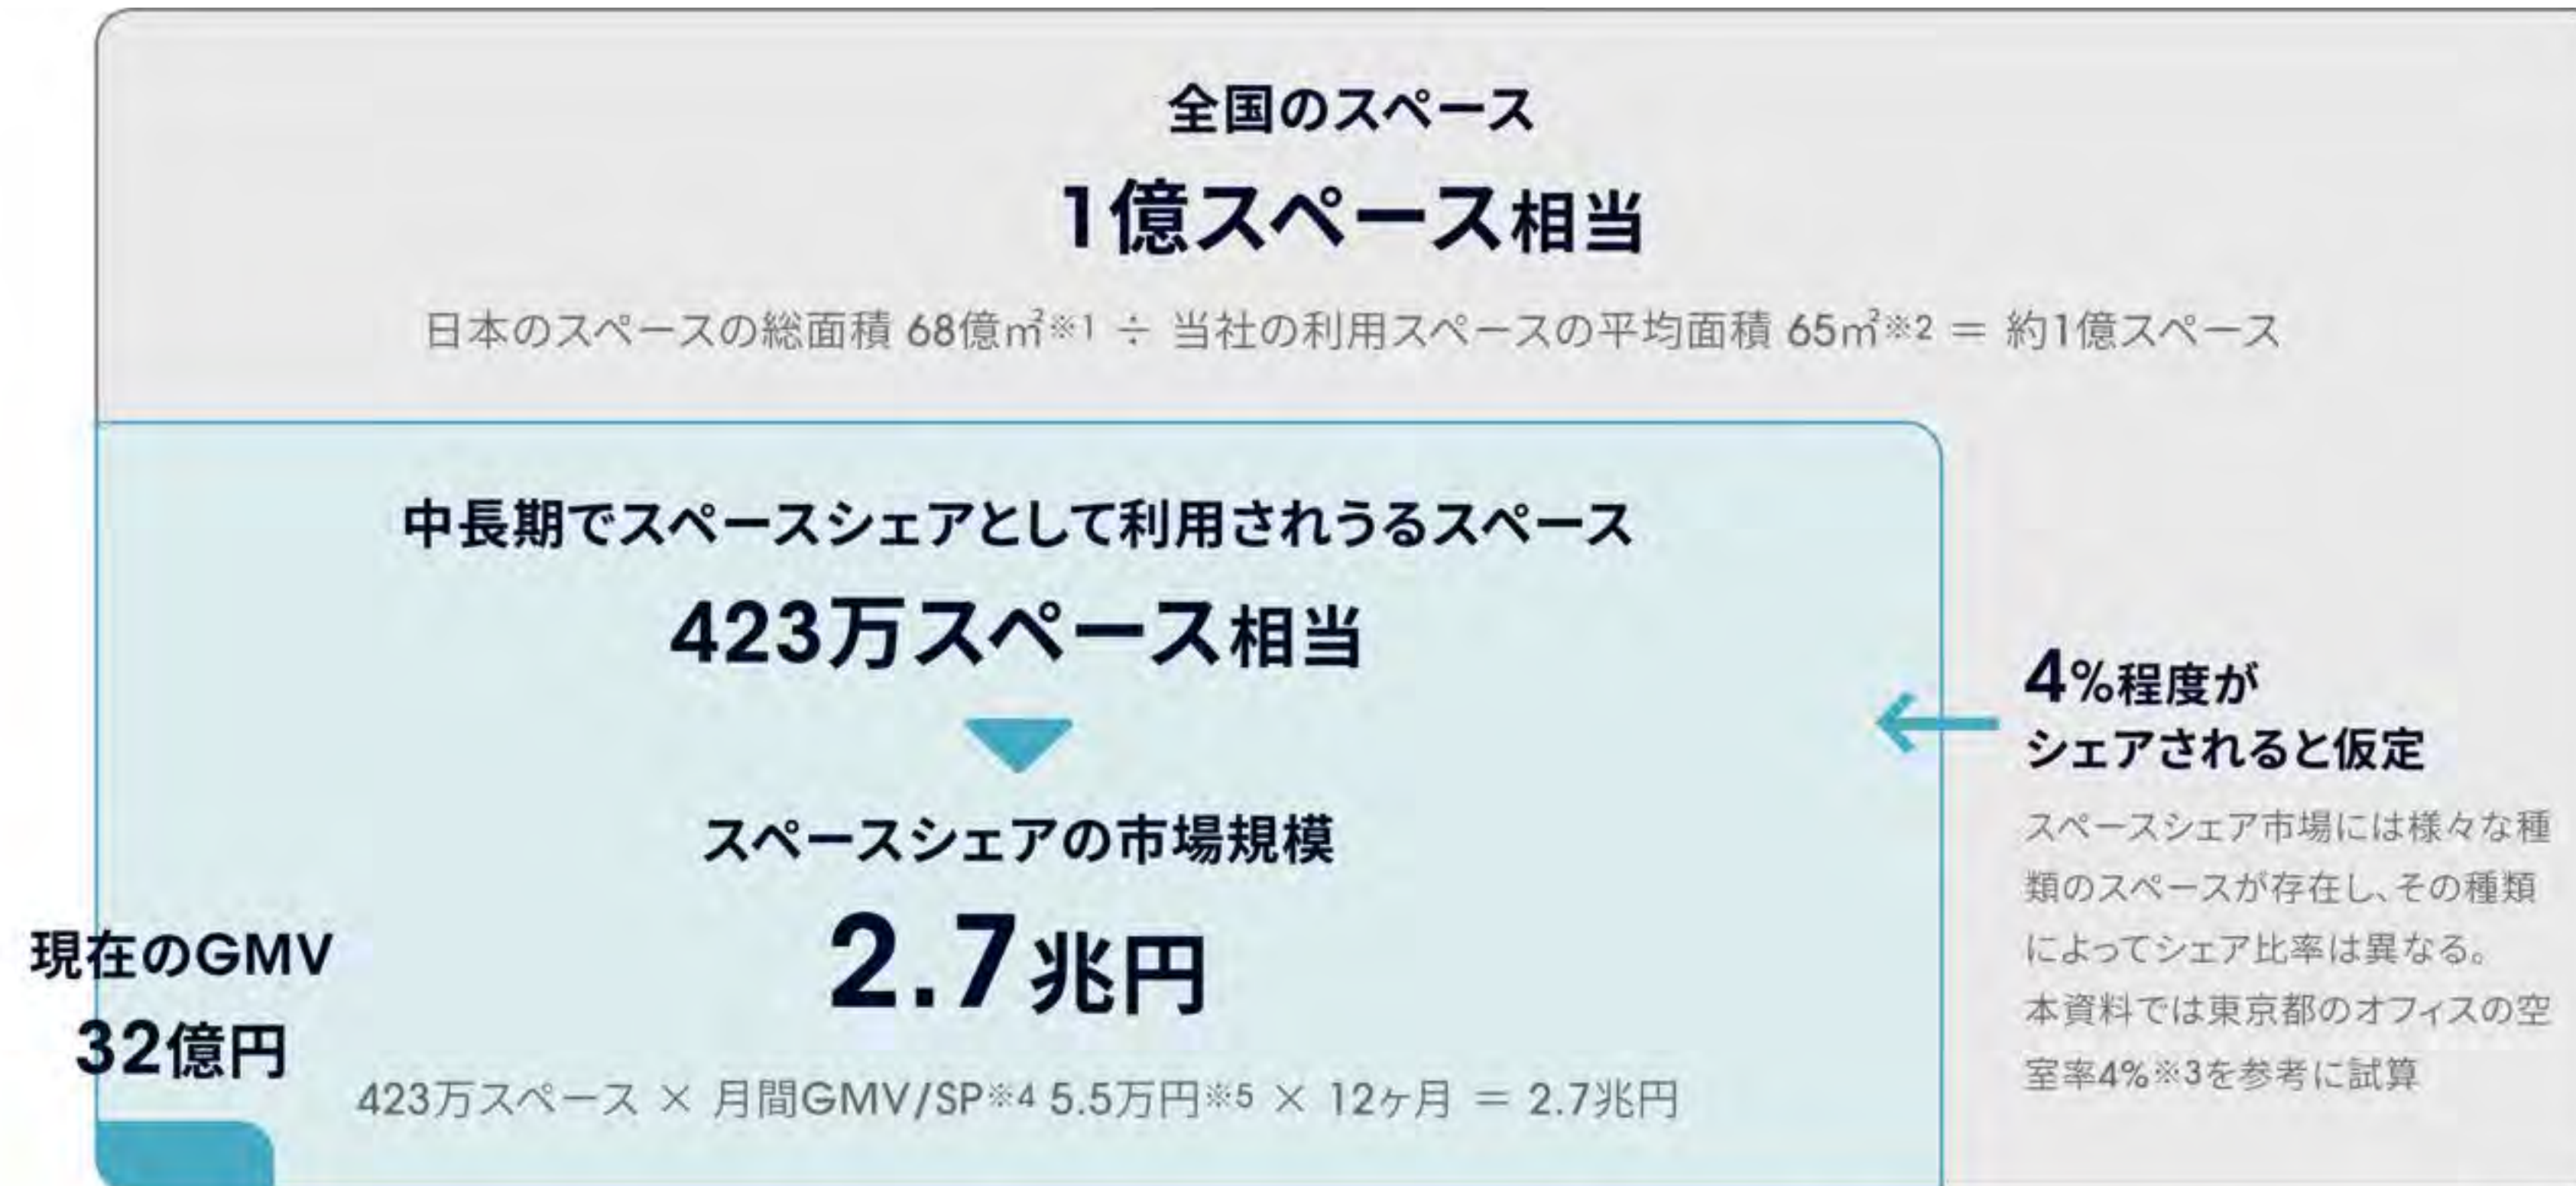 全国のスペース
1億スペース相当
日本のスペースの総面積 68億㎡※1 ÷ 当社の利用スペースの平均面積 65㎡※2 = 約1億スペース
中長期でスペースシェアとして利用されうるスペース
423万スペース相当
スペースシェアの市場規模
2.7兆円
423万スペース × 月間GMV/SP※4 5.5万円※5 × 12ヶ月 = 2.7兆円
現在のGMV
32億円
4%程度が
シェアされると仮定
スペースシェア市場には様々な種
類のスペースが存在し、その種類
によってシェア比率は異なる。
本資料では東京都のオフィスの空
室率4%※3を参考に試算